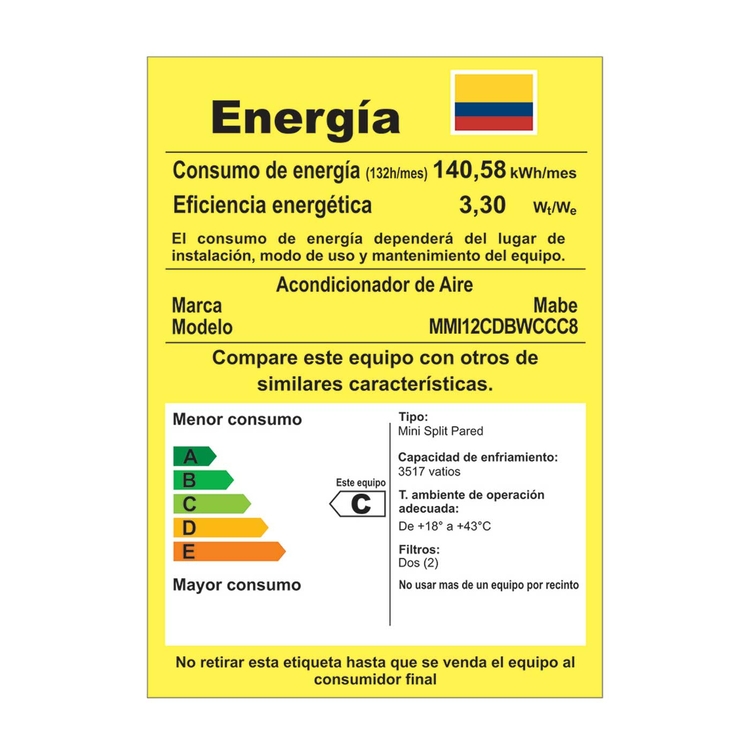 Energía
Consumo de energía (132h/mes) 140,58 kWh/mes
Eficiencia energética 3,30 Wt/We
El consumo de energía dependerá del lugar de
instalación, modo de uso y mantenimiento del equipo.
Acondicionador de Aire
Marca Mabe
Modelo MMI12CDBWCCC8
Compare este equipo con otros de
similares características.
Menor consumo
A
B
C
D
E
Mayor consumo
Este equipo
C
Tipo:
Mini Split Pared
Capacidad de enfriamiento:
3517 vatios
T. ambiente de operación
adecuada:
De +18° a +43°C
Filtros:
Dos (2)
No usar mas de un equipo por recinto
No retirar esta etiqueta hasta que se venda el equipo al
consumidor final